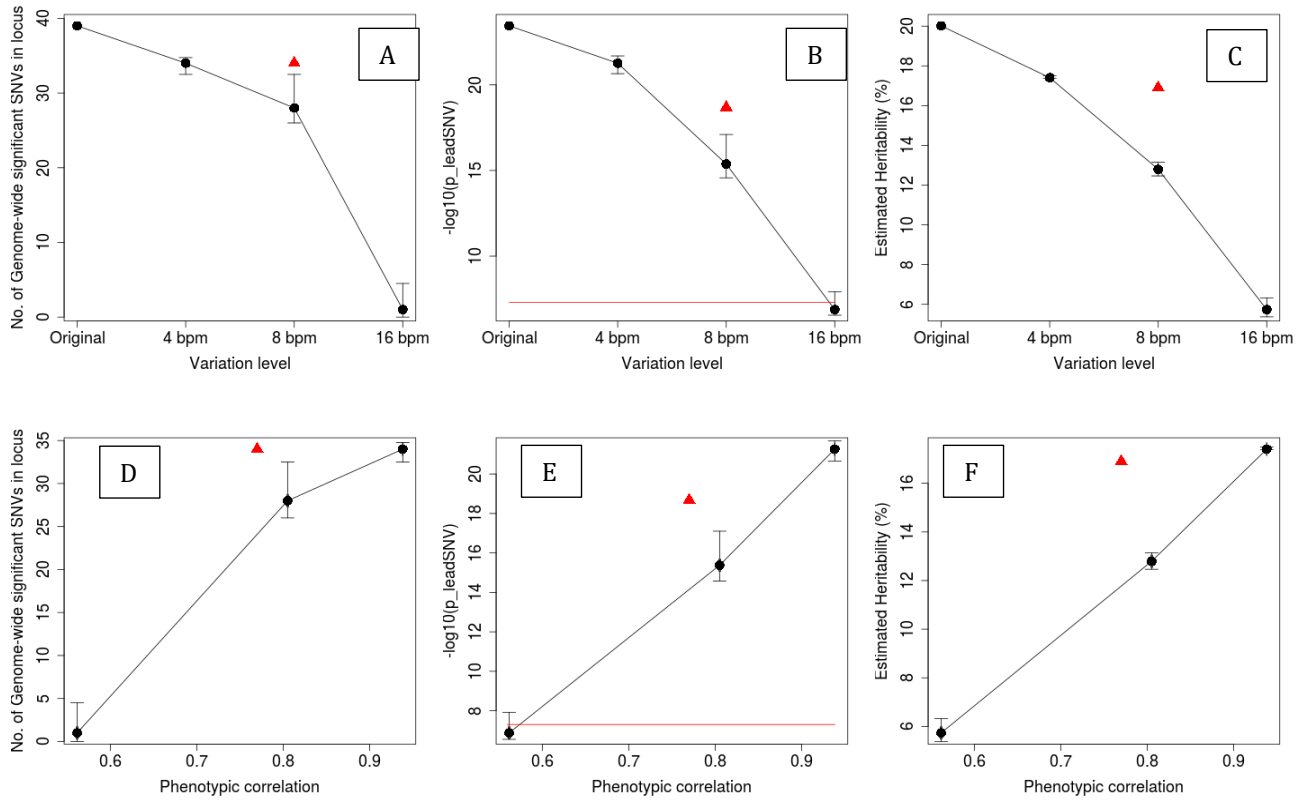 No. of Genome-wide significant SNVs in locus
40
30
20
10
0
A
Original
4 bpm
8 bpm
16 bpm
Variation level
-log10(p_leadSNV)
20
15
10
B
Original
4 bpm
8 bpm
16 bpm
Variation level
Estimated Heritability (%)
20
18
16
14
12
10
8
6
C
Original
4 bpm
8 bpm
16 bpm
Variation level
No. of Genome-wide significant SNVs in locus
35
30
25
20
15
10
5
0
D
0.6
0.7
0.8
0.9
Phenotypic correlation
-log10(p_leadSNV)
20
18
16
14
12
10
8
E
0.6
0.7
0.8
0.9
Phenotypic correlation
Estimated Heritability (%)
16
14
12
10
8
6
F
0.6
0.7
0.8
0.9
Phenotypic correlation